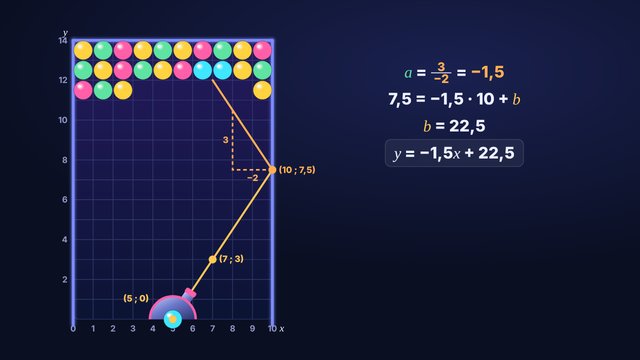 y
14
12
10
8
6
4
2
0 1 2 3 4 5 6 7 8 9 10 x
3
−2
(10 ; 7,5)
(7 ; 3)
(5 ; 0)
a = 3/−2 = −1,5
7,5 = −1,5 · 10 + b
b = 22,5
y = −1,5x + 22,5